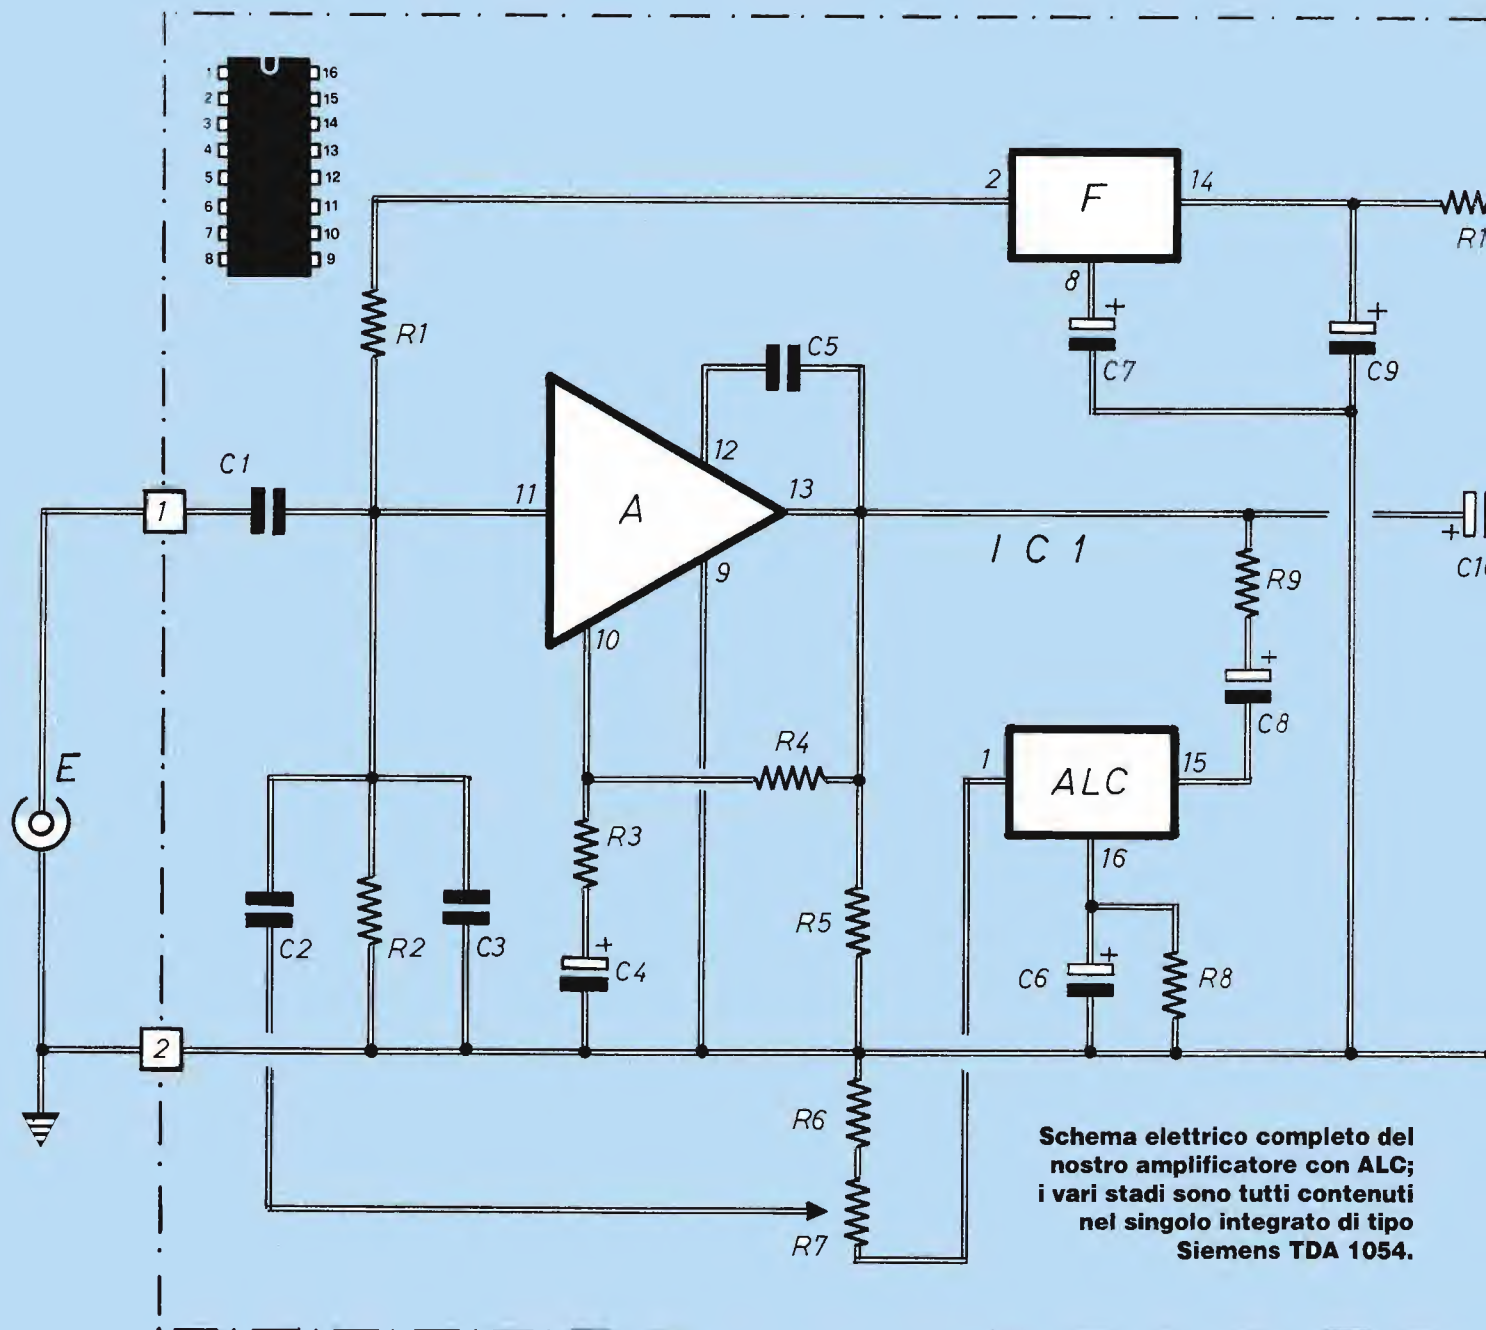 1 16
2 15
3 14
4 13
5 12
6 11
7 10
8 9
2 F 14
R1
8
+
C7
+
C9
R1
C5
C1
12
1
11 A 13
I C 1
+
C1
9
R9
10
+
C8
E
R4
1 ALC 15
R3
16
C2 R2 C3
+
C4
R5
C6
+
R8
2
R6
R7
Schema elettrico completo del
nostro amplificatore con ALC;
i vari stadi sono tutti contenuti
nel singolo integrato di tipo
Siemens TDA 1054.